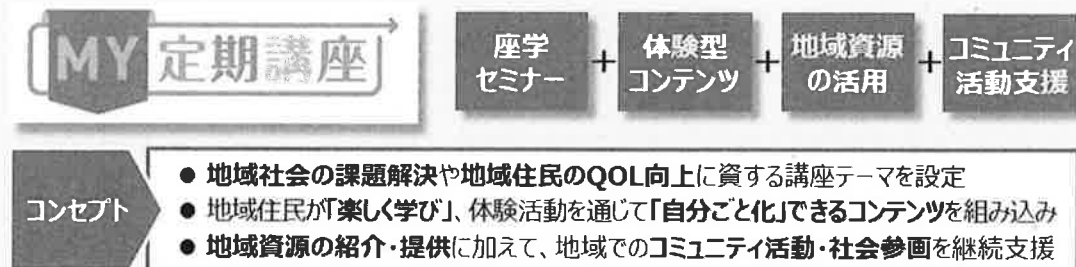 MY定期講座
座学
セミナー
+
体験型
コンテンツ
+
地域資源
の活用
+
コミュニティ
活動支援
コンセプト
● 地域社会の課題解決や地域住民のQOL向上に資する講座テーマを設定
● 地域住民が「楽しく学び」、体験活動を通じて「自分ごと化」できるコンテンツを組み込み
● 地域資源の紹介・提供に加えて、地域でのコミュニティ活動・社会参画を継続支援